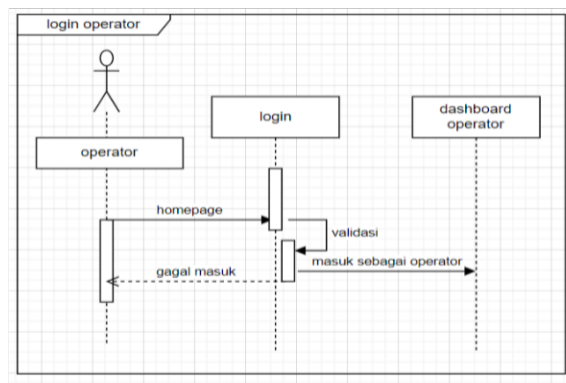 login operator
operator
login
dashboard
operator
homepage
validasi
masuk sebagai operator
gagal masuk